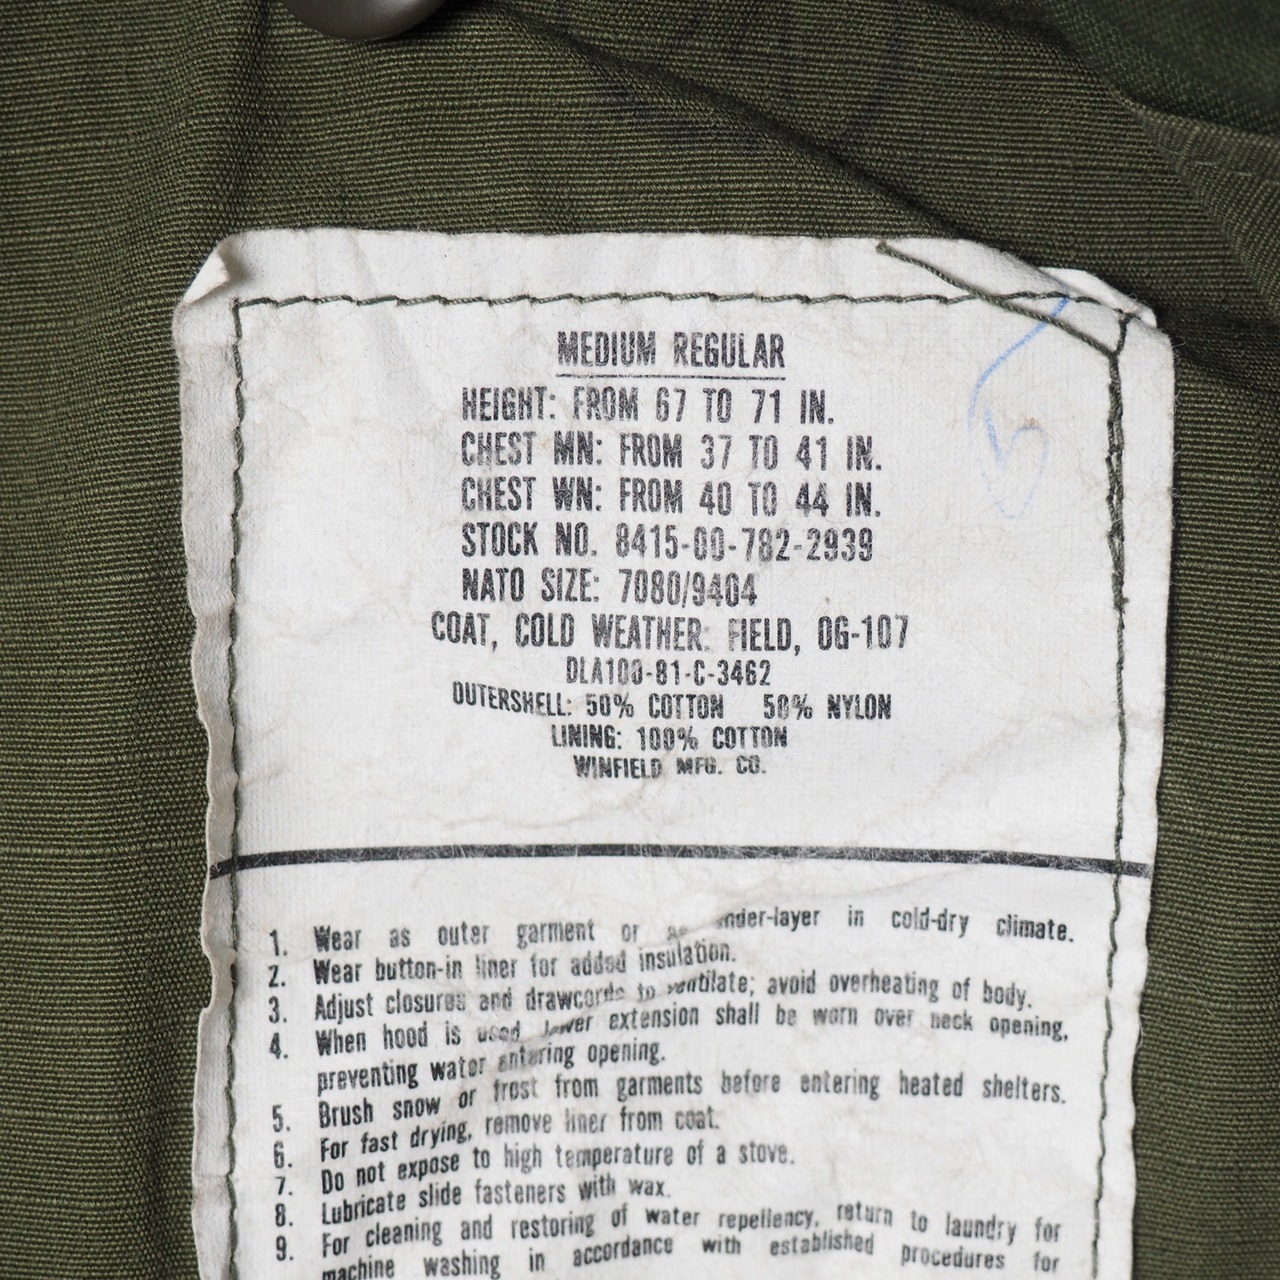 MEDIUM REGULAR
HEIGHT: FROM 67 TO 71 IN.
CHEST MN: FROM 37 TO 41 IN.
CHEST WN: FROM 40 TO 44 IN.
STOCK NO. 8415-00-782-2939
NATO SIZE: 7080/9404
COAT, COLD WEATHER: FIELD, OG-107
DLA100-81-C-3462
OUTERSHELL: 50% COTTON 50% NYLON
LINING: 100% COTTON
WINFIELD MFG. CO.
1. Wear as outer garment or as under-layer in cold-dry climate.
2. Wear button-in liner for added insulation.
3. Adjust closures and drawcords to ventilate; avoid overheating of body.
4. When hood is used, lower extension shall be worn over neck opening,
preventing water entering opening.
5. Brush snow or frost from garments before entering heated shelters.
6. For fast drying, remove liner from coat.
7. Do not expose to high temperature of a stove.
8. Lubricate slide fasteners with wax.
9. For cleaning and restoring of water repellency, return to laundry for
machine washing in accordance with established procedures for